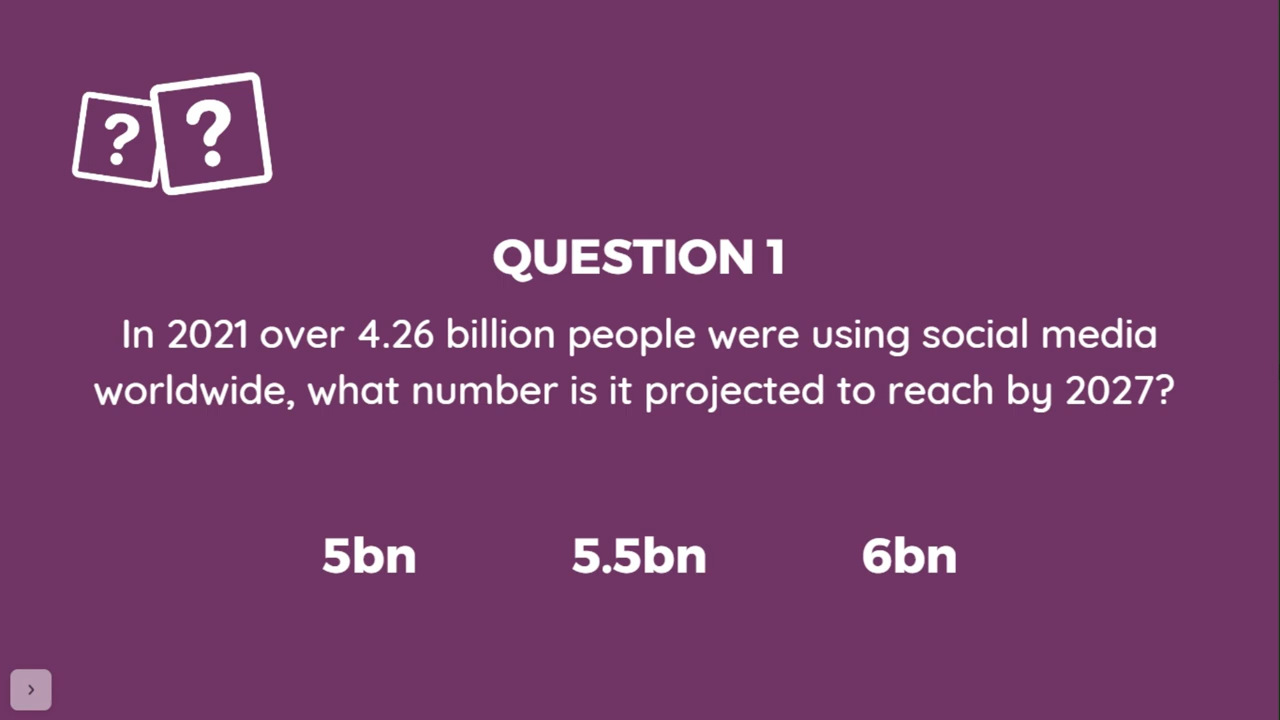 ? ?
QUESTION 1
In 2021 over 4.26 billion people were using social media
worldwide, what number is it projected to reach by 2027?
5bn 5.5bn 6bn